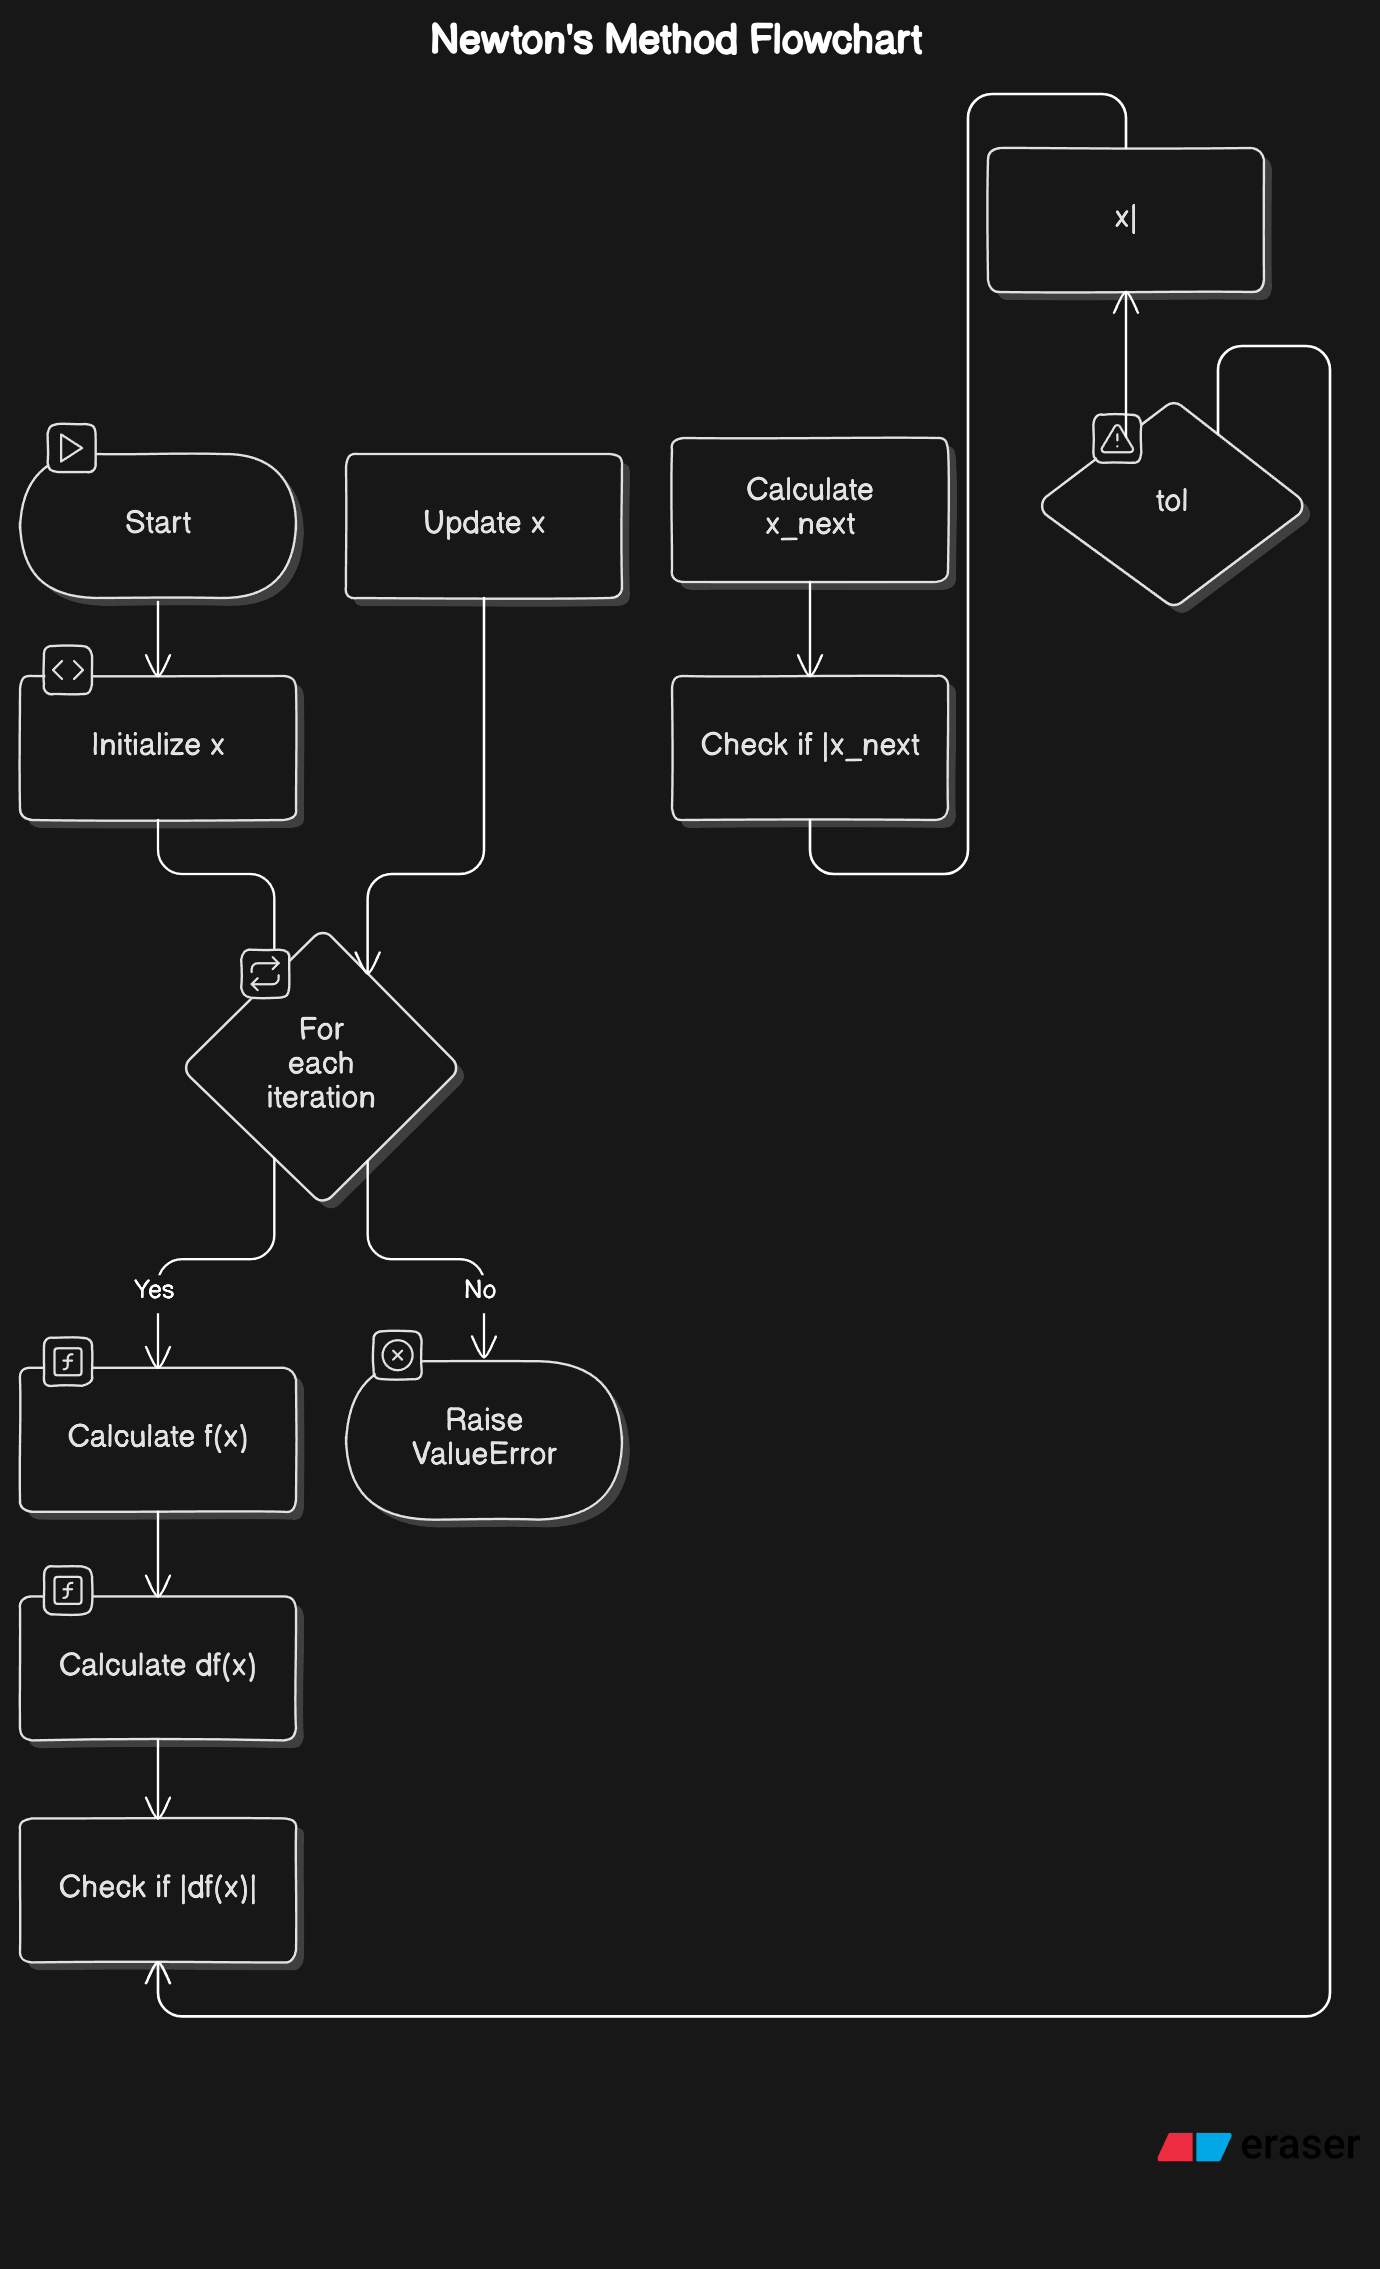 Newton's Method Flowchart
x|
Start
Update x
Calculate
x_next
tol
Initialize x
Check if |x_next
For
each
iteration
Yes
No
Calculate f(x)
Raise
ValueError
Calculate df(x)
Check if |df(x)|
eraser